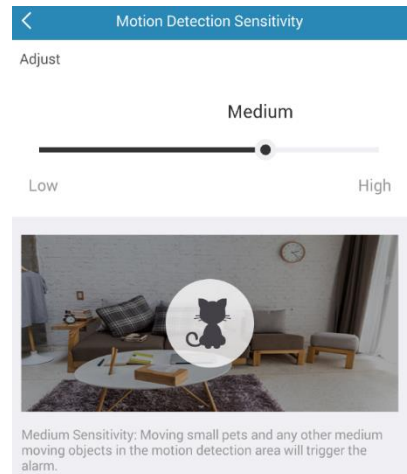 Motion Detection Sensitivity
Adjust
Medium
Low High
Medium Sensitivity: Moving small pets and any other medium
moving objects in the motion detection area will trigger the
alarm.